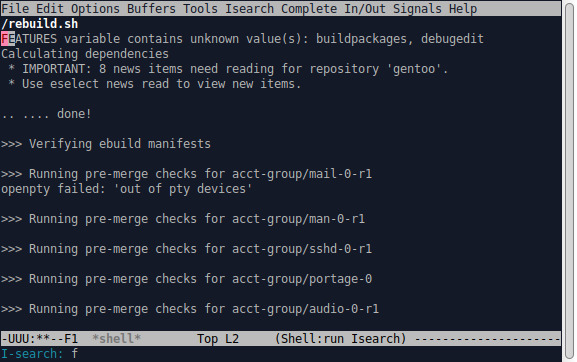 File Edit Options Buffers Tools Isearch Complete In/Out Signals Help
/rebuild.sh
FEATURES variable contains unknown value(s): buildpackages, debugedit
Calculating dependencies
 * IMPORTANT: 8 news items need reading for repository 'gentoo'.
 * Use eselect news read to view new items.
.. .... done!
>>> Verifying ebuild manifests
>>> Running pre-merge checks for acct-group/mail-0-r1
openpty failed: 'out of pty devices'
>>> Running pre-merge checks for acct-group/man-0-r1
>>> Running pre-merge checks for acct-group/sshd-0-r1
>>> Running pre-merge checks for acct-group/portage-0
>>> Running pre-merge checks for acct-group/audio-0-r1
-UUU:**--F1  *shell*        Top L2     (Shell:run Isearch) ---------------------
I-search: f